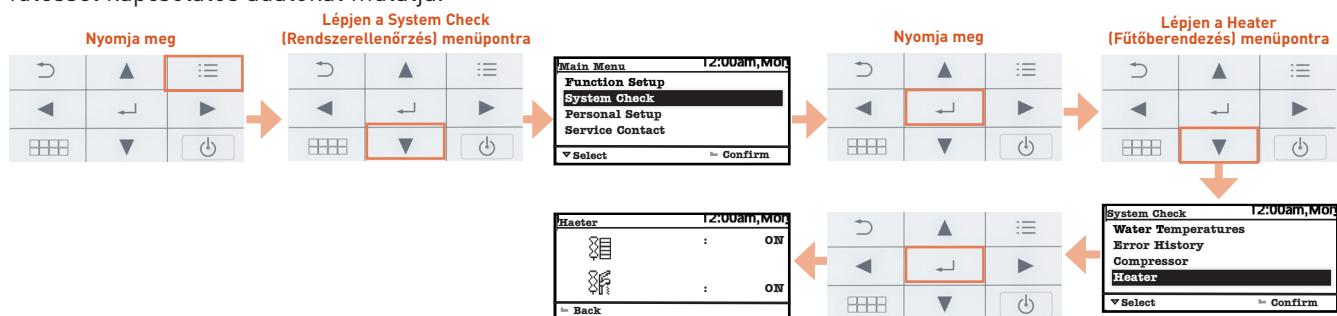 Nyomja meg
Lépjen a System Check
(Rendszerellenőrzés) menüpontra
Main Menu 12:00am,Mon
Function Setup
System Check
Personal Setup
Service Contact
Select Confirm
Nyomja meg
Lépjen a Heater
(Fűtőberendezés) menüpontra
System Check 12:00am,Mon
Water Temperatures
Error History
Compressor
Heater
Select Confirm
Haeter 12:00am,Mon
: ON
: ON
Back